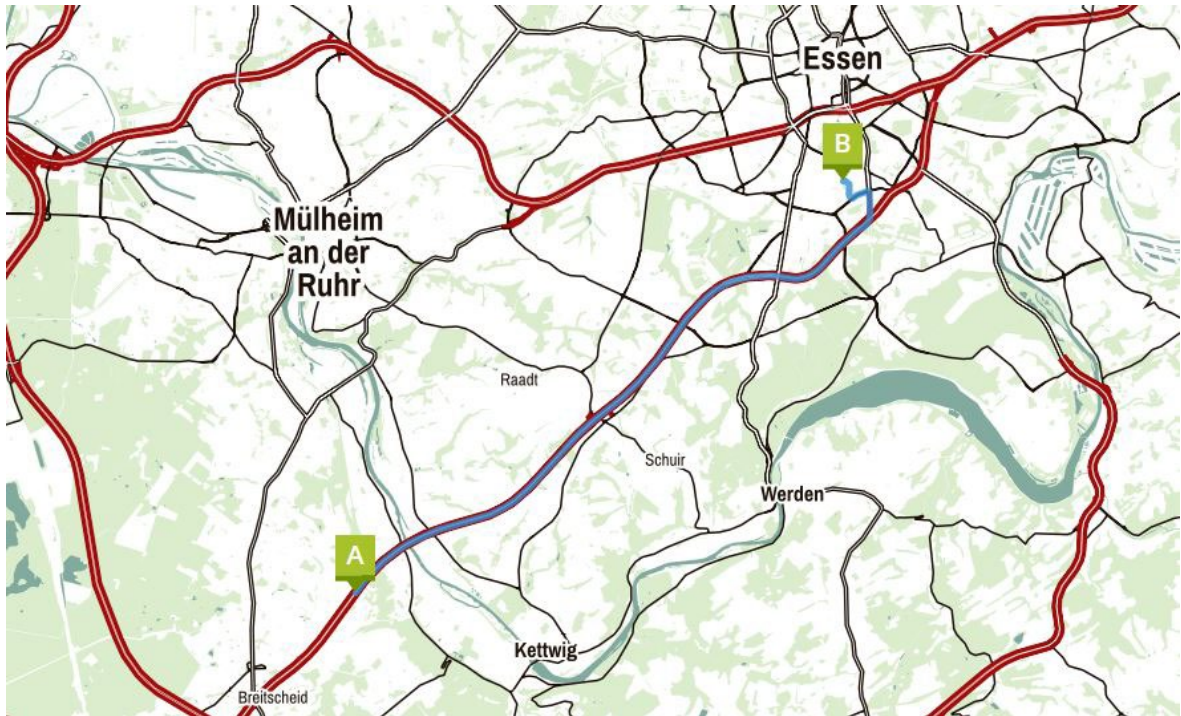 Essen
B
Mülheim
an der
Ruhr
Raadt
Schuir
Werden
A
Kettwig
Breitscheid